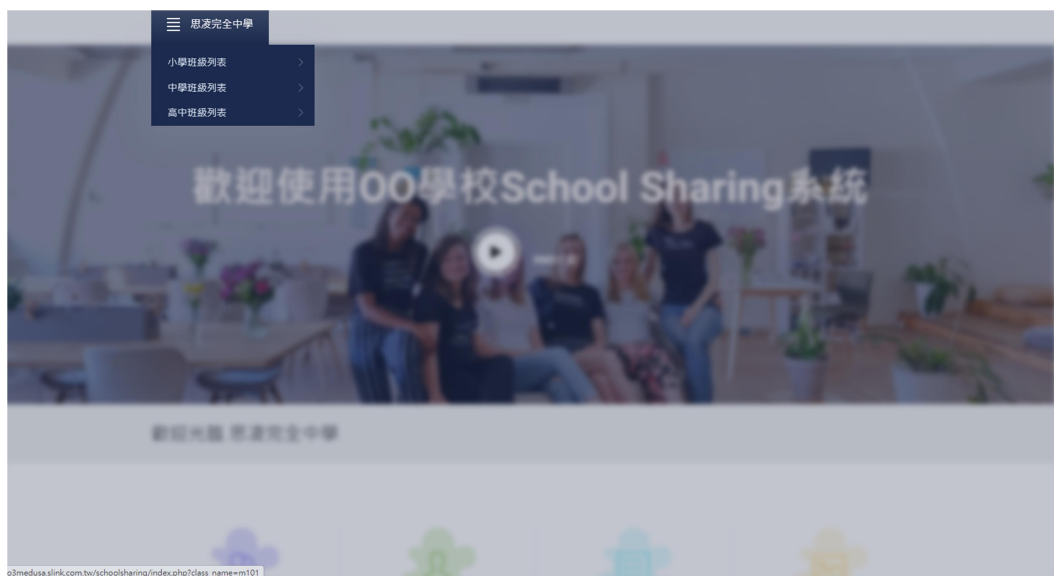 思凌完全中學
小學班級列表
中學班級列表
高中班級列表
歡迎使用OO學校School Sharing系統
歡迎光臨 思凌完全中學
o3medusa.slink.com.tw/schoolsharing/index.php?class_name=m101